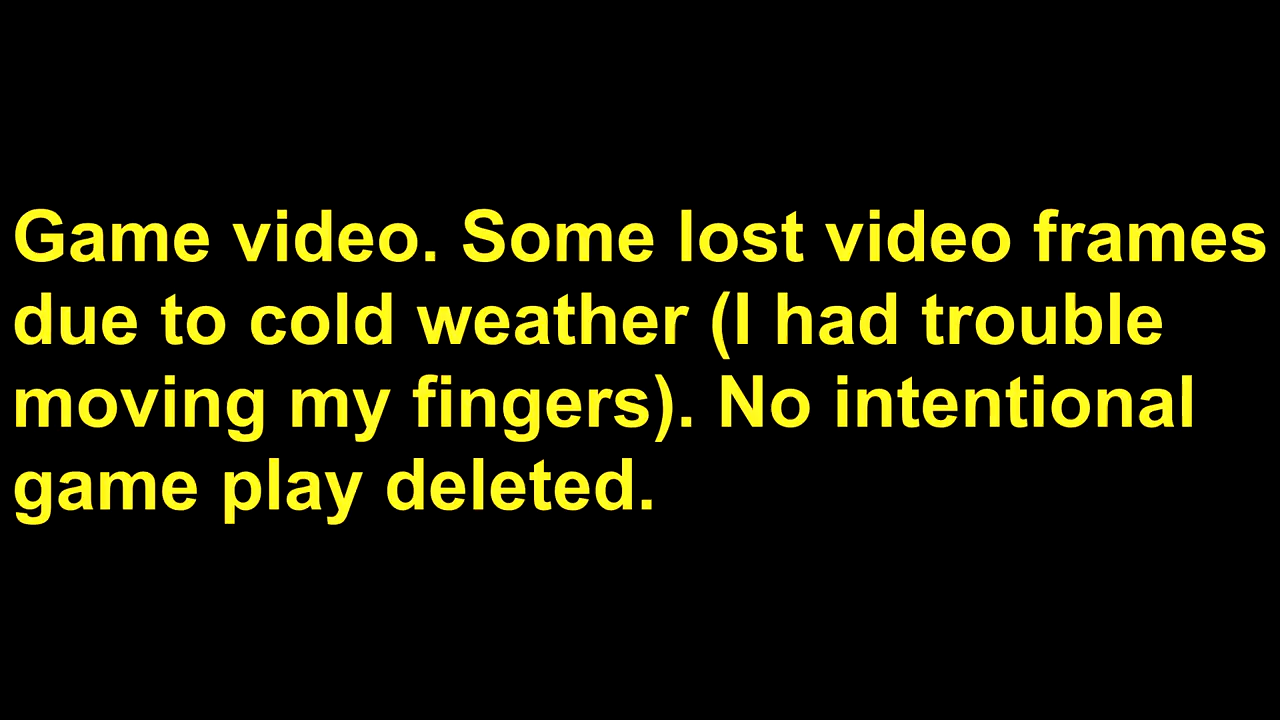 Game video. Some lost video frames
due to cold weather (I had trouble
moving my fingers). No intentional
game play deleted.